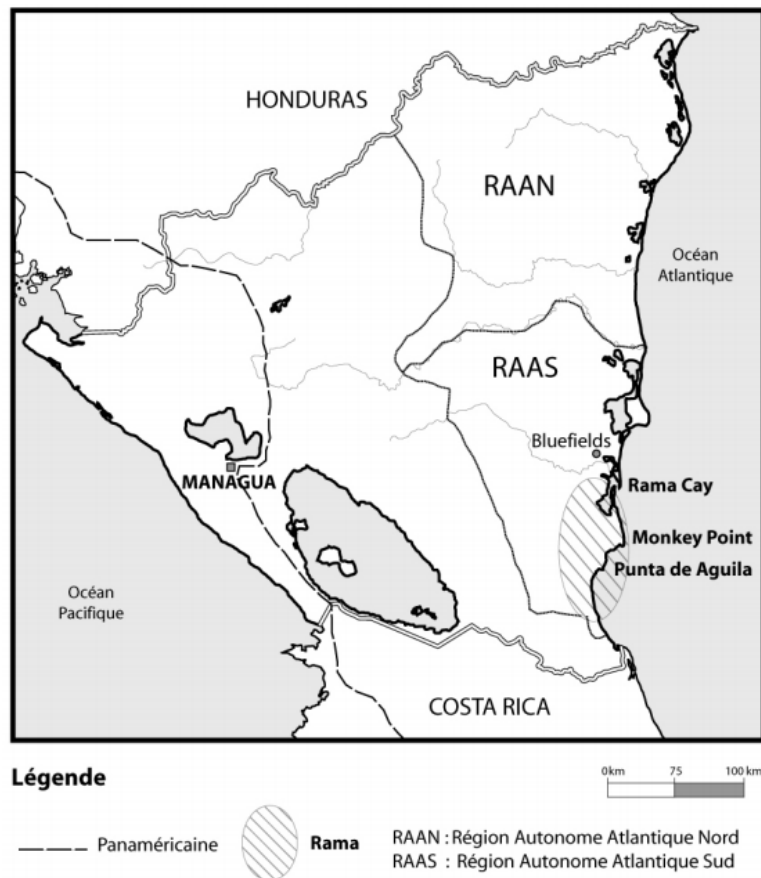 HONDURAS
RAAN
Océan
Atlantique
RAAS
Bluefields
MANAGUA
Rama Cay
Monkey Point
Punta de Aguila
Océan
Pacifique
COSTA RICA
Légende
0km 75 100 km
Panaméricaine
Rama
RAAN : Région Autonome Atlantique Nord
RAAS : Région Autonome Atlantique Sud